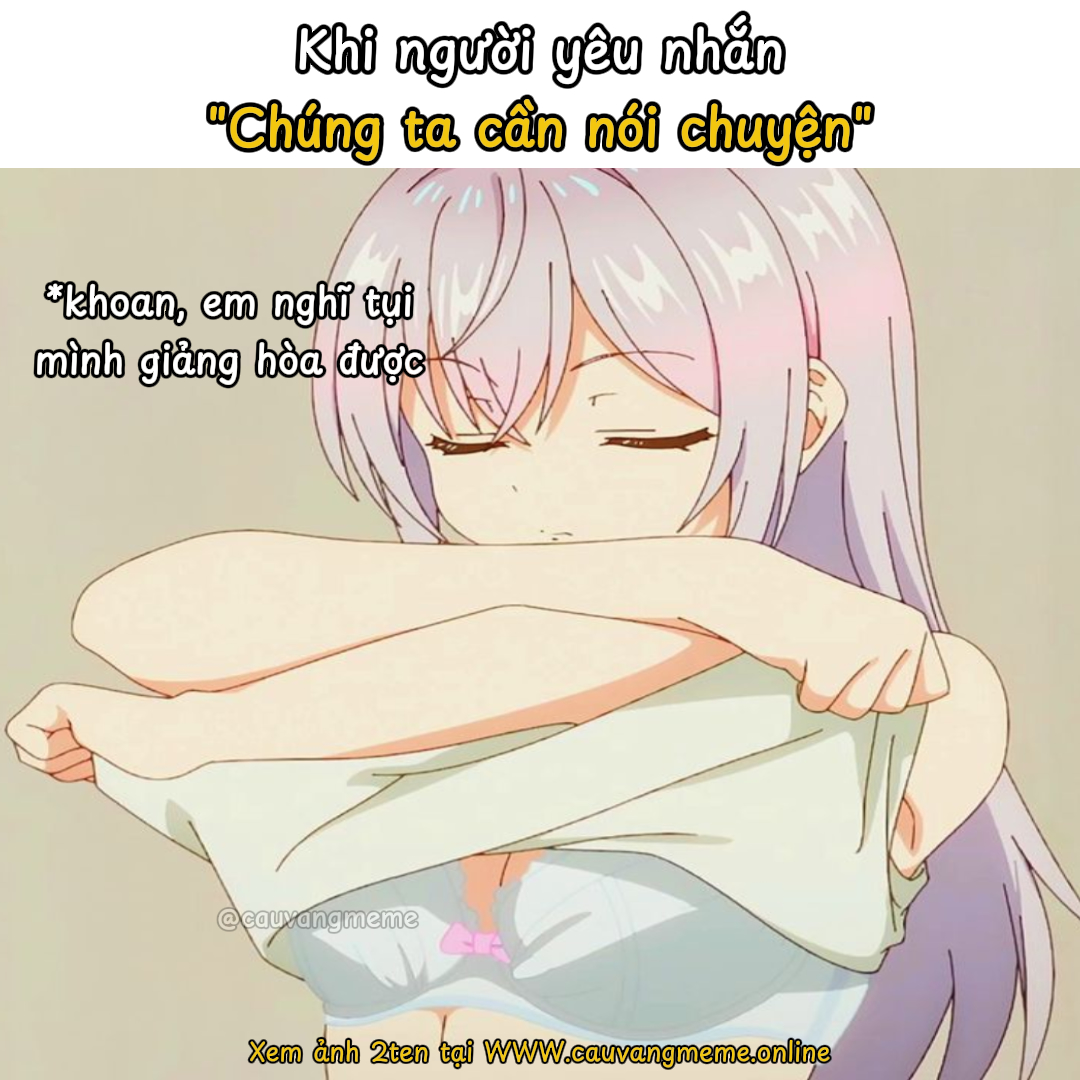 Khi người yêu nhắn
"Chúng ta cần nói chuyện"
*khoan, em nghĩ tụi
mình giảng hòa được
@cauvangmeme
Xem ảnh 2ten tại WWW.cauvangmeme.online